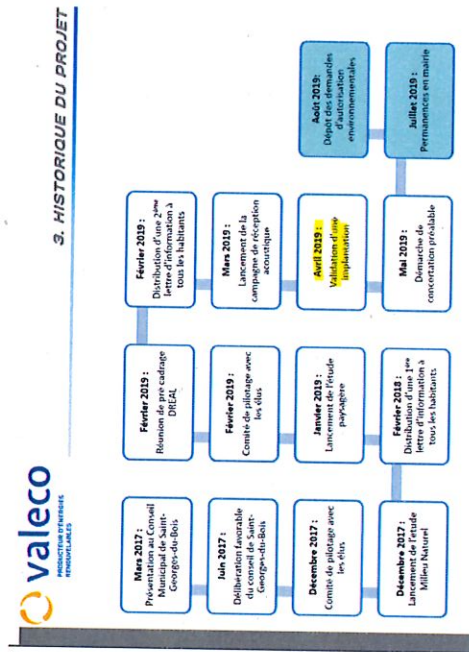 valeco
PRODUCTEUR D'ÉNERGIES
RENOUVELABLES
3. HISTORIQUE DU PROJET
Mars 2017 :
Présentation au Conseil
Municipal de Saint-
Georges-du-Bois
Juin 2017 :
Délibération favorable
du conseil de Saint-
Georges-du-Bois
Décembre 2017 :
Comité de pilotage avec
les élus
Décembre 2017 :
Lancement de l'étude
Milieu Naturel
Février 2018 :
Distribution d'une 1ère
lettre d'information à
tous les habitants
Janvier 2019 :
Lancement de l'étude
paysagère
Février 2019 :
Comité de pilotage avec
les élus
Février 2019 :
Réunion de pre cadrage
DREAL
Février 2019 :
Distribution d'une 2ème
lettre d'information à
tous les habitants
Mars 2019 :
Lancement de la
campagne de réception
acoustique
Avril 2019 :
Validation d'une
implantation
Mai 2019 :
Démarche de
concertation préalable
Juillet 2019 :
Permanences en mairie
Août 2019:
Dépôt des demandes
d'autorisation
environnementales